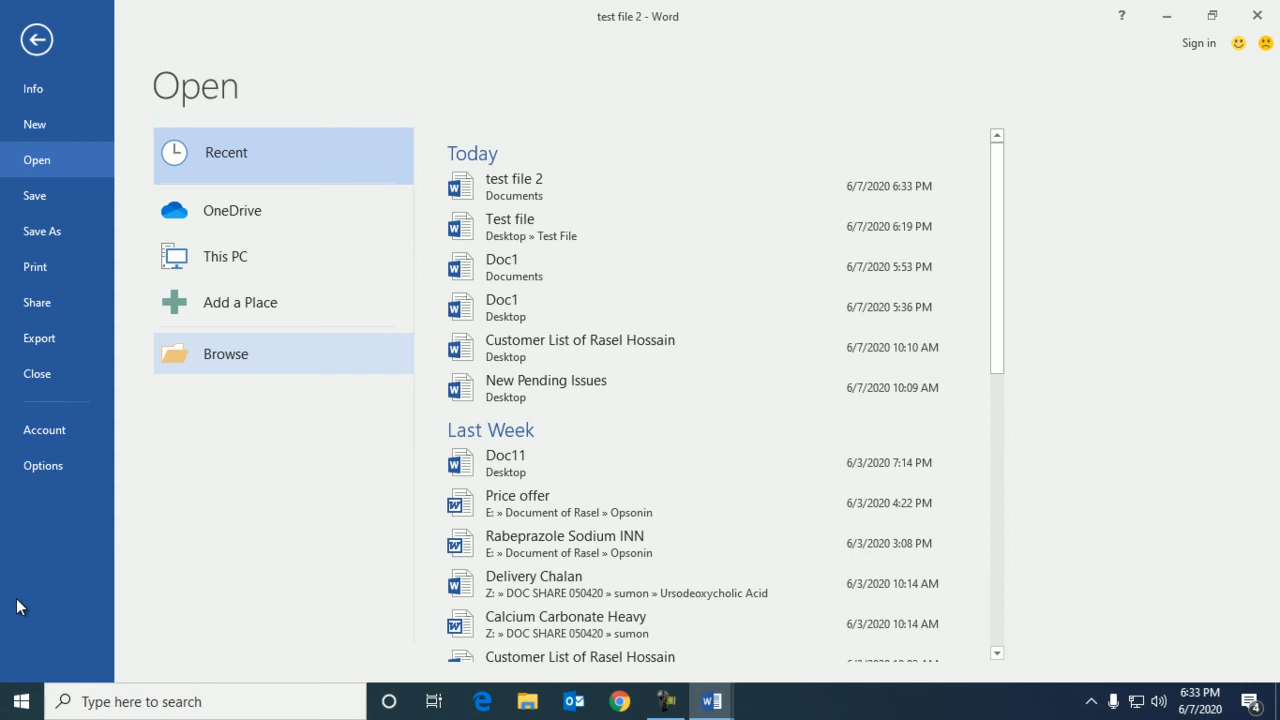 test file 2 - Word
?
Sign in
Info
New
Open
Save
Save As
Print
Share
Export
Close
Account
Options
Open
Recent
OneDrive
This PC
Add a Place
Browse
Today
test file 2 6/7/2020 6:33 PM
Documents
Test file 6/7/2020 6:19 PM
Desktop » Test File
Doc1 6/7/2020 5:53 PM
Documents
Doc1 6/7/2020 5:36 PM
Desktop
Customer List of Rasel Hossain 6/7/2020 10:10 AM
Desktop
New Pending Issues 6/7/2020 10:09 AM
Desktop
Last Week
Doc11 6/3/2020 7:14 PM
Desktop
Price offer 6/3/2020 4:22 PM
E: » Document of Rasel » Opsonin
Rabeprazole Sodium INN 6/3/2020 3:08 PM
E: » Document of Rasel » Opsonin
Delivery Chalan 6/3/2020 10:14 AM
Z: » DOC SHARE 050420 » sumon » Ursodeoxycholic Acid
Calcium Carbonate Heavy 6/3/2020 10:14 AM
Z: » DOC SHARE 050420 » sumon
Customer List of Rasel Hossain
Type here to search
6:33 PM
6/7/2020
4